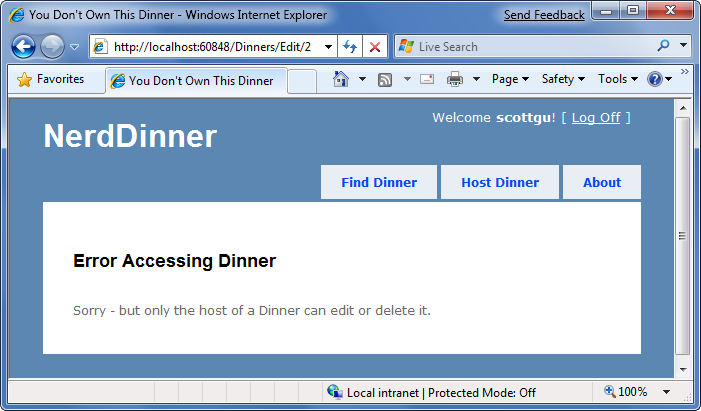 You Don't Own This Dinner - Windows Internet Explorer
Send Feedback
http://localhost:60848/Dinners/Edit/2
Live Search
Favorites
You Don't Own This Dinner
Page
Safety
Tools
NerdDinner
Welcome scottgu! [ Log Off ]
Find Dinner
Host Dinner
About
Error Accessing Dinner
Sorry - but only the host of a Dinner can edit or delete it.
Local intranet | Protected Mode: Off
100%